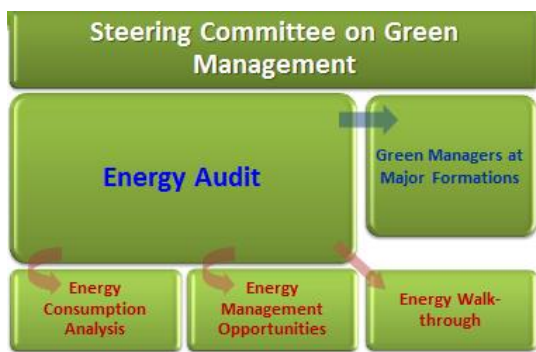 Steering Committee on Green
Management
Energy Audit
Green Managers at
Major Formations
Energy
Consumption
Analysis
Energy
Management
Opportunities
Energy Walk-
through